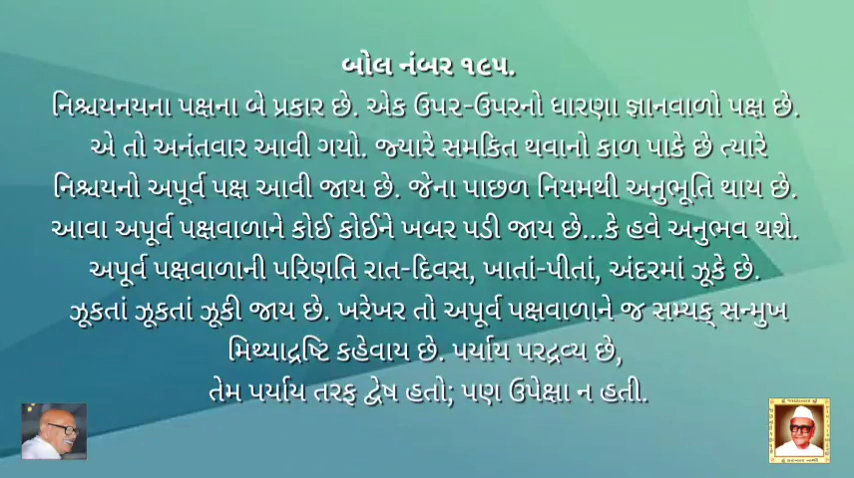 બોલ નંબર ૧૯૫.
નિશ્ચયનયના પક્ષના બે પ્રકાર છે. એક ઉપર-ઉપરનો ધારણા જ્ઞાનવાળો પક્ષ છે.
એ તો અનંતવાર આવી ગયો. જ્યારે સમકિત થવાનો કાળ પાકે છે ત્યારે
નિશ્ચયનો અપૂર્વ પક્ષ આવી જાય છે. જેના પાછળ નિયમથી અનુભૂતિ થાય છે.
આવા અપૂર્વ પક્ષવાળાને કોઈ કોઈને ખબર પડી જાય છે...કે હવે અનુભવ થશે.
અપૂર્વ પક્ષવાળાની પરિણતિ રાત-દિવસ, ખાતાં-પીતાં, અંદરમાં ઝૂકે છે.
ઝૂકતાં ઝૂકતાં ઝૂકી જાય છે. ખરેખર તો અપૂર્વ પક્ષવાળાને જ સમ્યક્ સન્મુખ
મિથ્યાદ્રષ્ટિ કહેવાય છે. પર્યાય પરદ્રવ્ય છે,
તેમ પર્યાય તરફ દ્વેષ હતો; પણ ઉપેક્ષા ન હતી.